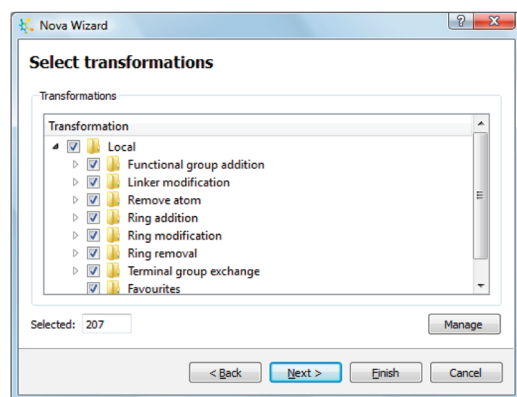 Nova Wizard
Select transformations
Transformations
Transformation
Local
Functional group addition
Linker modification
Remove atom
Ring addition
Ring modification
Ring removal
Terminal group exchange
Favourites
Selected: 207 Manage
< Back Next > Finish Cancel